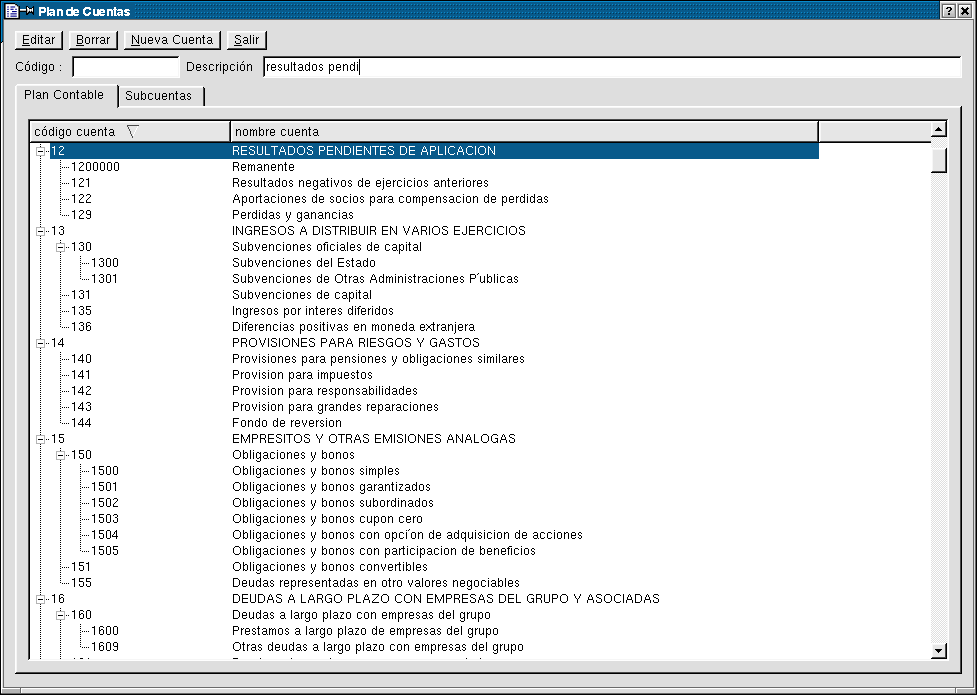 Plan de Cuentas
Editar Borrar Nueva Cuenta Salir
Código : Descripción resultados pendi
Plan Contable Subcuentas
código cuenta nombre cuenta
12 RESULTADOS PENDIENTES DE APLICACION
1200000 Remanente
121 Resultados negativos de ejercicios anteriores
122 Aportaciones de socios para compensacion de perdidas
129 Perdidas y ganancias
13 INGRESOS A DISTRIBUIR EN VARIOS EJERCICIOS
130 Subvenciones oficiales de capital
1300 Subvenciones del Estado
1301 Subvenciones de Otras Administraciones P´ublicas
131 Subvenciones de capital
135 Ingresos por interes diferidos
136 Diferencias positivas en moneda extranjera
14 PROVISIONES PARA RIESGOS Y GASTOS
140 Provisiones para pensiones y obligaciones similares
141 Provision para impuestos
142 Provision para responsabilidades
143 Provision para grandes reparaciones
144 Fondo de reversion
15 EMPRESITOS Y OTRAS EMISIONES ANALOGAS
150 Obligaciones y bonos
1500 Obligaciones y bonos simples
1501 Obligaciones y bonos garantizados
1502 Obligaciones y bonos subordinados
1503 Obligaciones y bonos cupon cero
1504 Obligaciones y bonos con opci´on de adquisicion de acciones
1505 Obligaciones y bonos con participacion de beneficios
151 Obligaciones y bonos convertibles
155 Deudas representadas en otro valores negociables
16 DEUDAS A LARGO PLAZO CON EMPRESAS DEL GRUPO Y ASOCIADAS
160 Deudas a largo plazo con empresas del grupo
1600 Prestamos a largo plazo de empresas del grupo
1609 Otras deudas a largo plazo con empresas del grupo